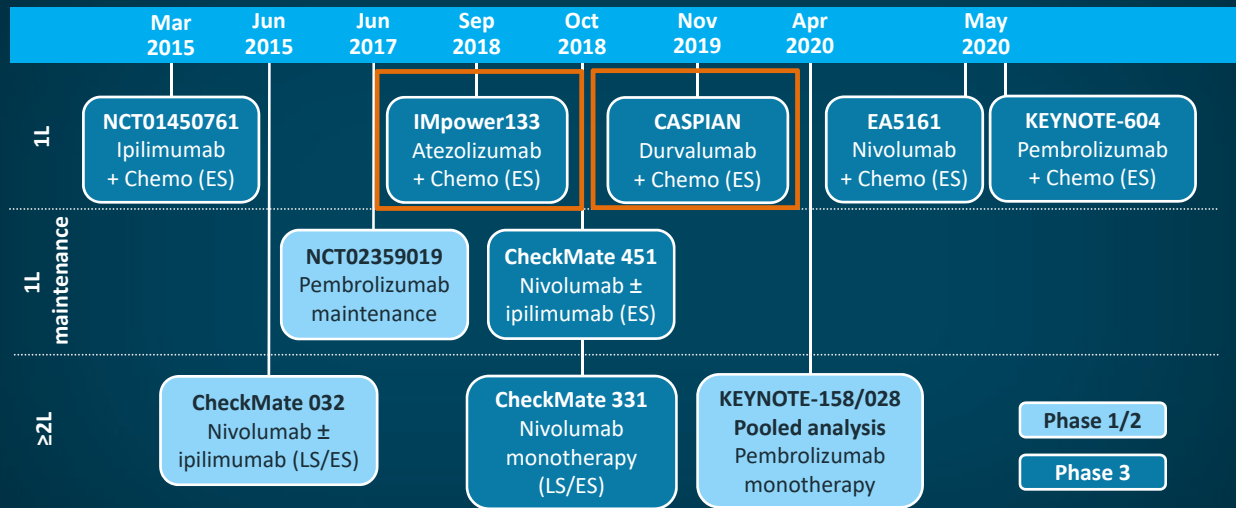 Mar
2015
Jun
2015
Jun
2017
Sep
2018
Oct
2018
Nov
2019
Apr
2020
May
2020
1L
NCT01450761
Ipilimumab
+ Chemo (ES)
IMpower133
Atezolizumab
+ Chemo (ES)
CASPIAN
Durvalumab
+ Chemo (ES)
EA5161
Nivolumab
+ Chemo (ES)
KEYNOTE-604
Pembrolizumab
+ Chemo (ES)
1L
maintenance
NCT02359019
Pembrolizumab
maintenance
CheckMate 451
Nivolumab ±
ipilimumab (ES)
≥2L
CheckMate 032
Nivolumab ±
ipilimumab (LS/ES)
CheckMate 331
Nivolumab
monotherapy
(LS/ES)
KEYNOTE-158/028
Pooled analysis
Pembrolizumab
monotherapy
Phase 1/2
Phase 3